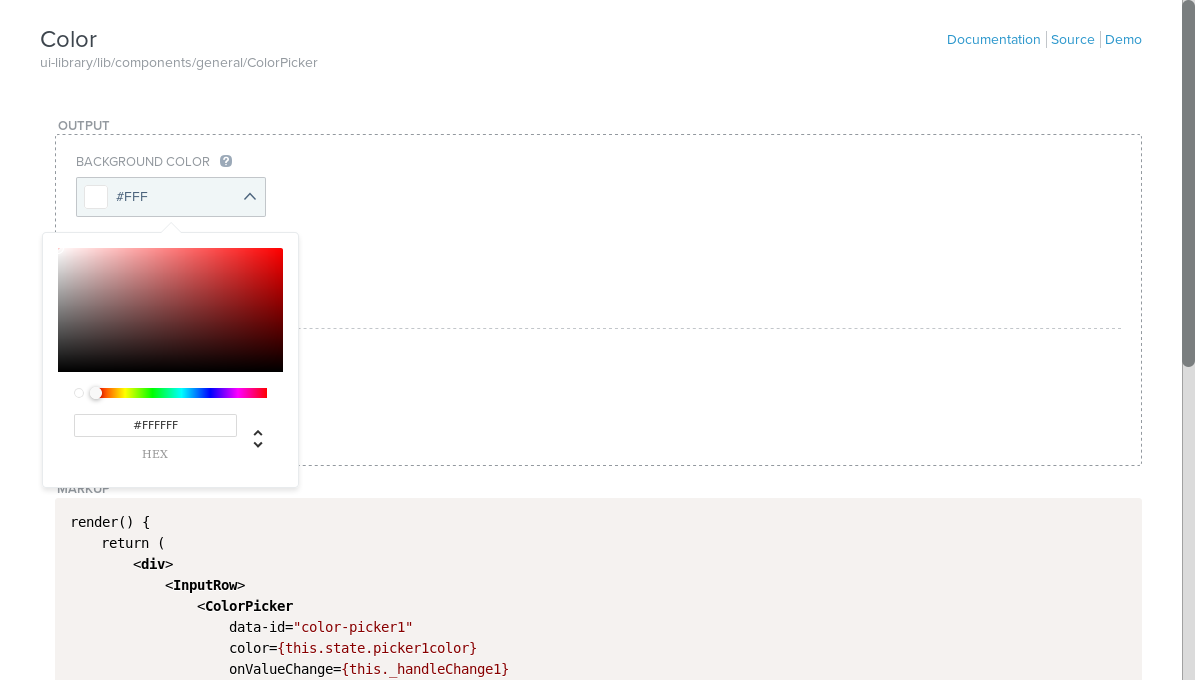 Color
Documentation Source Demo
ui-library/lib/components/general/ColorPicker
OUTPUT
BACKGROUND COLOR ?
#FFF
#FFFFFF
HEX
MARKUP
render() {
return (
<div>
<InputRow>
<ColorPicker
data-id="color-picker1"
color={this.state.picker1color}
onValueChange={this._handleChange1}